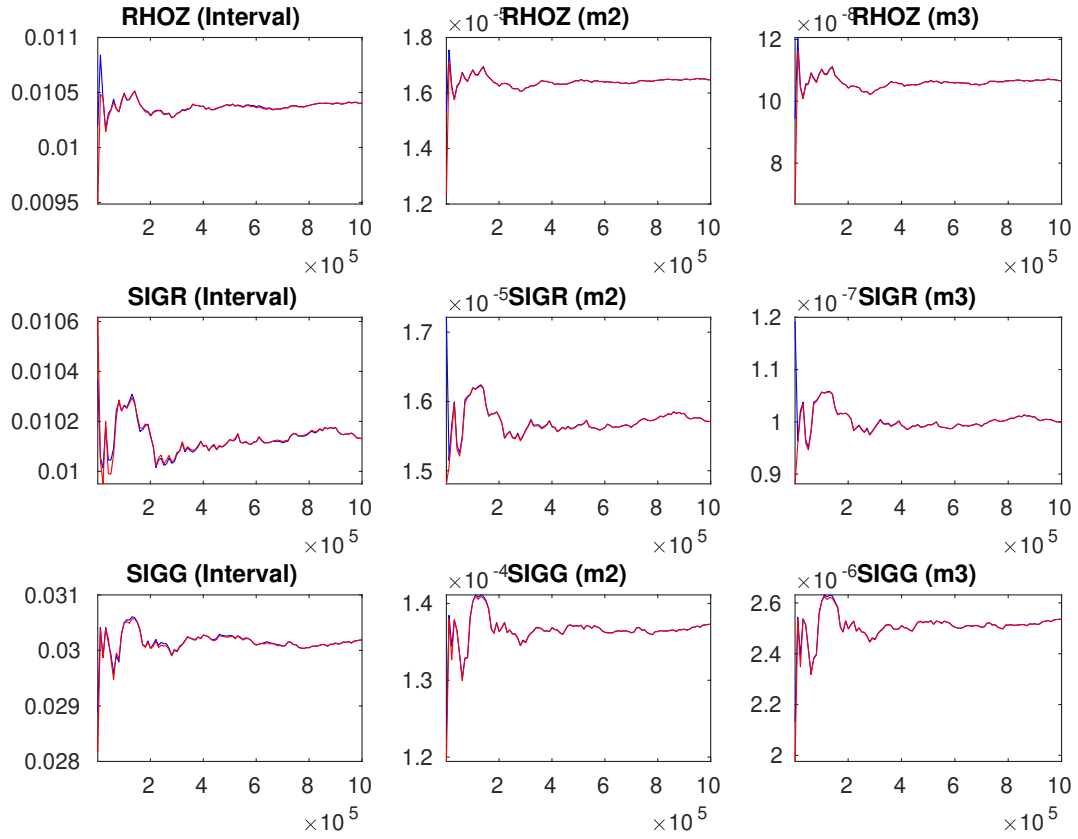 RHOZ (Interval)
0.011
0.0105
0.01
0.0095
2 4 6 8 10
×10 5
×10 -5
RHOZ (m2)
1.8
1.6
1.4
1.2
2 4 6 8 10
×10 5
×10 -8
RHOZ (m3)
12
10
8
2 4 6 8 10
×10 5
SIGR (Interval)
0.0106
0.0104
0.0102
0.01
2 4 6 8 10
×10 5
×10 -5
SIGR (m2)
1.7
1.6
1.5
2 4 6 8 10
×10 5
×10 -7
SIGR (m3)
1.2
1.1
1
0.9
2 4 6 8 10
×10 5
SIGG (Interval)
0.031
0.03
0.029
0.028
2 4 6 8 10
×10 5
×10 -4
SIGG (m2)
1.4
1.3
1.2
2 4 6 8 10
×10 5
×10 -6
SIGG (m3)
2.6
2.4
2.2
2
2 4 6 8 10
×10 5